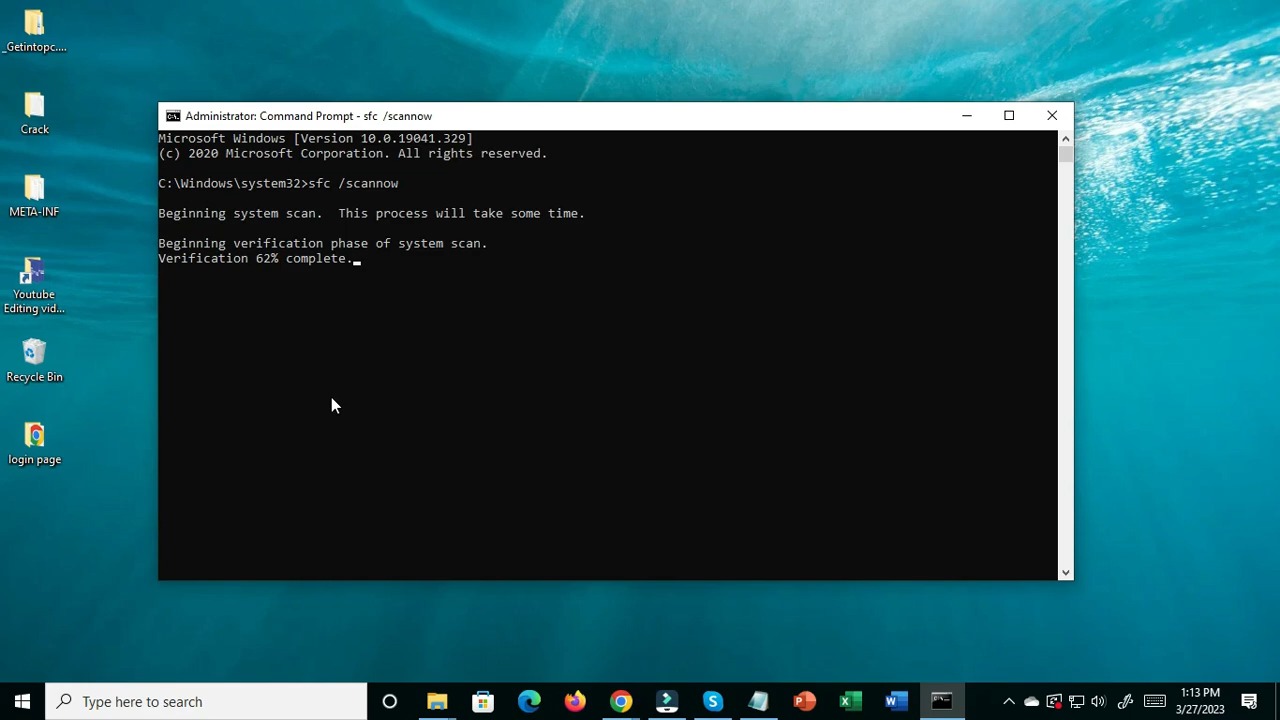 _Getintopc....
Crack
META-INF
Youtube
Editing vid...
Recycle Bin
login page
Administrator: Command Prompt - sfc  /scannow
Microsoft Windows [Version 10.0.19041.329]
(c) 2020 Microsoft Corporation. All rights reserved.
C:\Windows\system32>sfc /scannow
Beginning system scan.  This process will take some time.
Beginning verification phase of system scan.
Verification 62% complete.
Type here to search
1:13 PM
3/27/2023